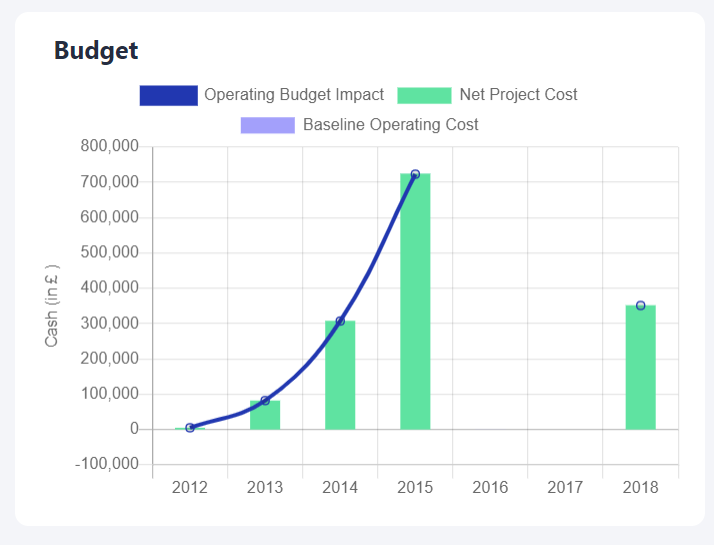 Budget
Operating Budget Impact
Net Project Cost
Baseline Operating Cost
800,000
700,000
600,000
500,000
400,000
300,000
200,000
100,000
0
-100,000
Cash (in £ )
2012 2013 2014 2015 2016 2017 2018